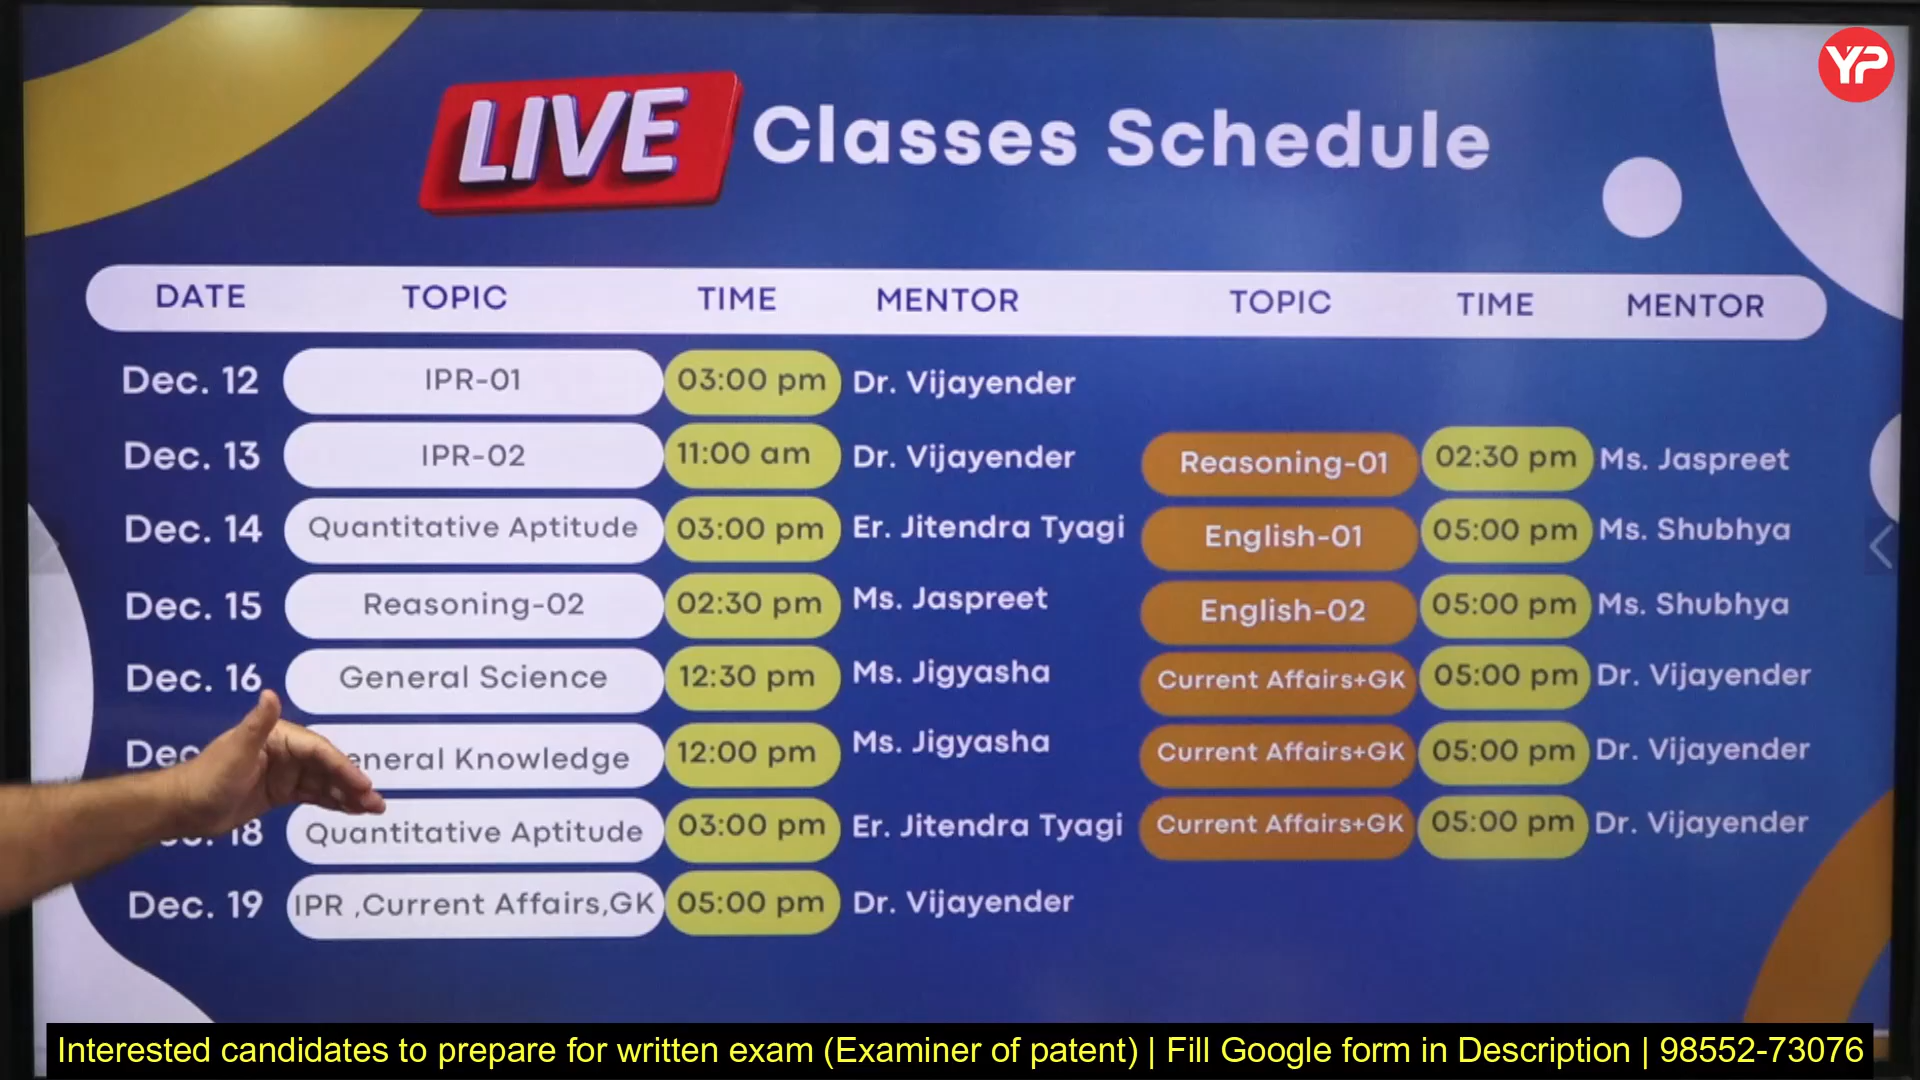 YP
LIVE Classes Schedule
DATE TOPIC TIME MENTOR TOPIC TIME MENTOR
Dec. 12 IPR-01 03:00 pm Dr. Vijayender
Dec. 13 IPR-02 11:00 am Dr. Vijayender Reasoning-01 02:30 pm Ms. Jaspreet
Dec. 14 Quantitative Aptitude 03:00 pm Er. Jitendra Tyagi English-01 05:00 pm Ms. Shubhya
Dec. 15 Reasoning-02 02:30 pm Ms. Jaspreet English-02 05:00 pm Ms. Shubhya
Dec. 16 General Science 12:30 pm Ms. Jigyasha Current Affairs+GK 05:00 pm Dr. Vijayender
Dec eneral Knowledge 12:00 pm Ms. Jigyasha Current Affairs+GK 05:00 pm Dr. Vijayender
18 Quantitative Aptitude 03:00 pm Er. Jitendra Tyagi Current Affairs+GK 05:00 pm Dr. Vijayender
Dec. 19 IPR ,Current Affairs,GK 05:00 pm Dr. Vijayender
Interested candidates to prepare for written exam (Examiner of patent) | Fill Google form in Description | 98552-73076